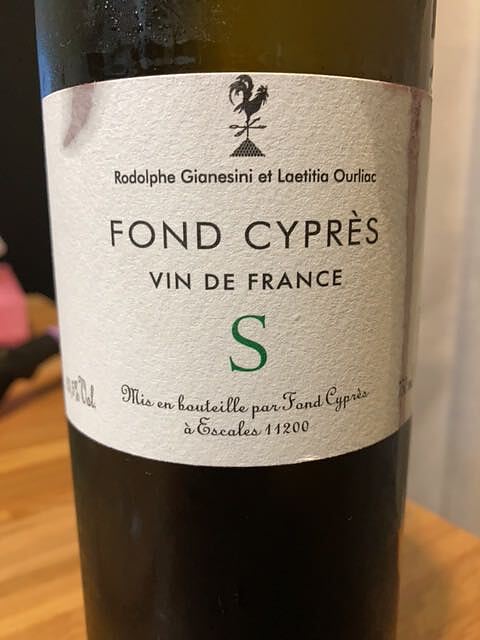 Rodolphe Gianesini et Laetitia Ourliac
FOND CYPRÈS
VIN DE FRANCE
S
Mis en bouteille par Fond Cyprès
à Escales 11200